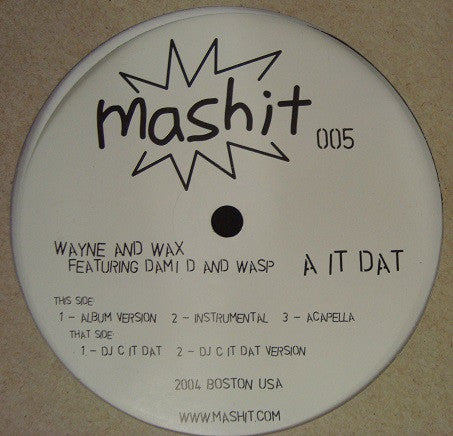 mashit
005
WAYNE AND WAX
FEATURING DAMI D AND WASP A IT DAT
THIS SIDE:
1 - ALBUM VERSION 2 - INSTRUMENTAL 3 - ACAPELLA
THAT SIDE:
1 - DJ C IT DAT 2 - DJ C IT DAT VERSION
2004 BOSTON USA
WWW.MASHIT.COM